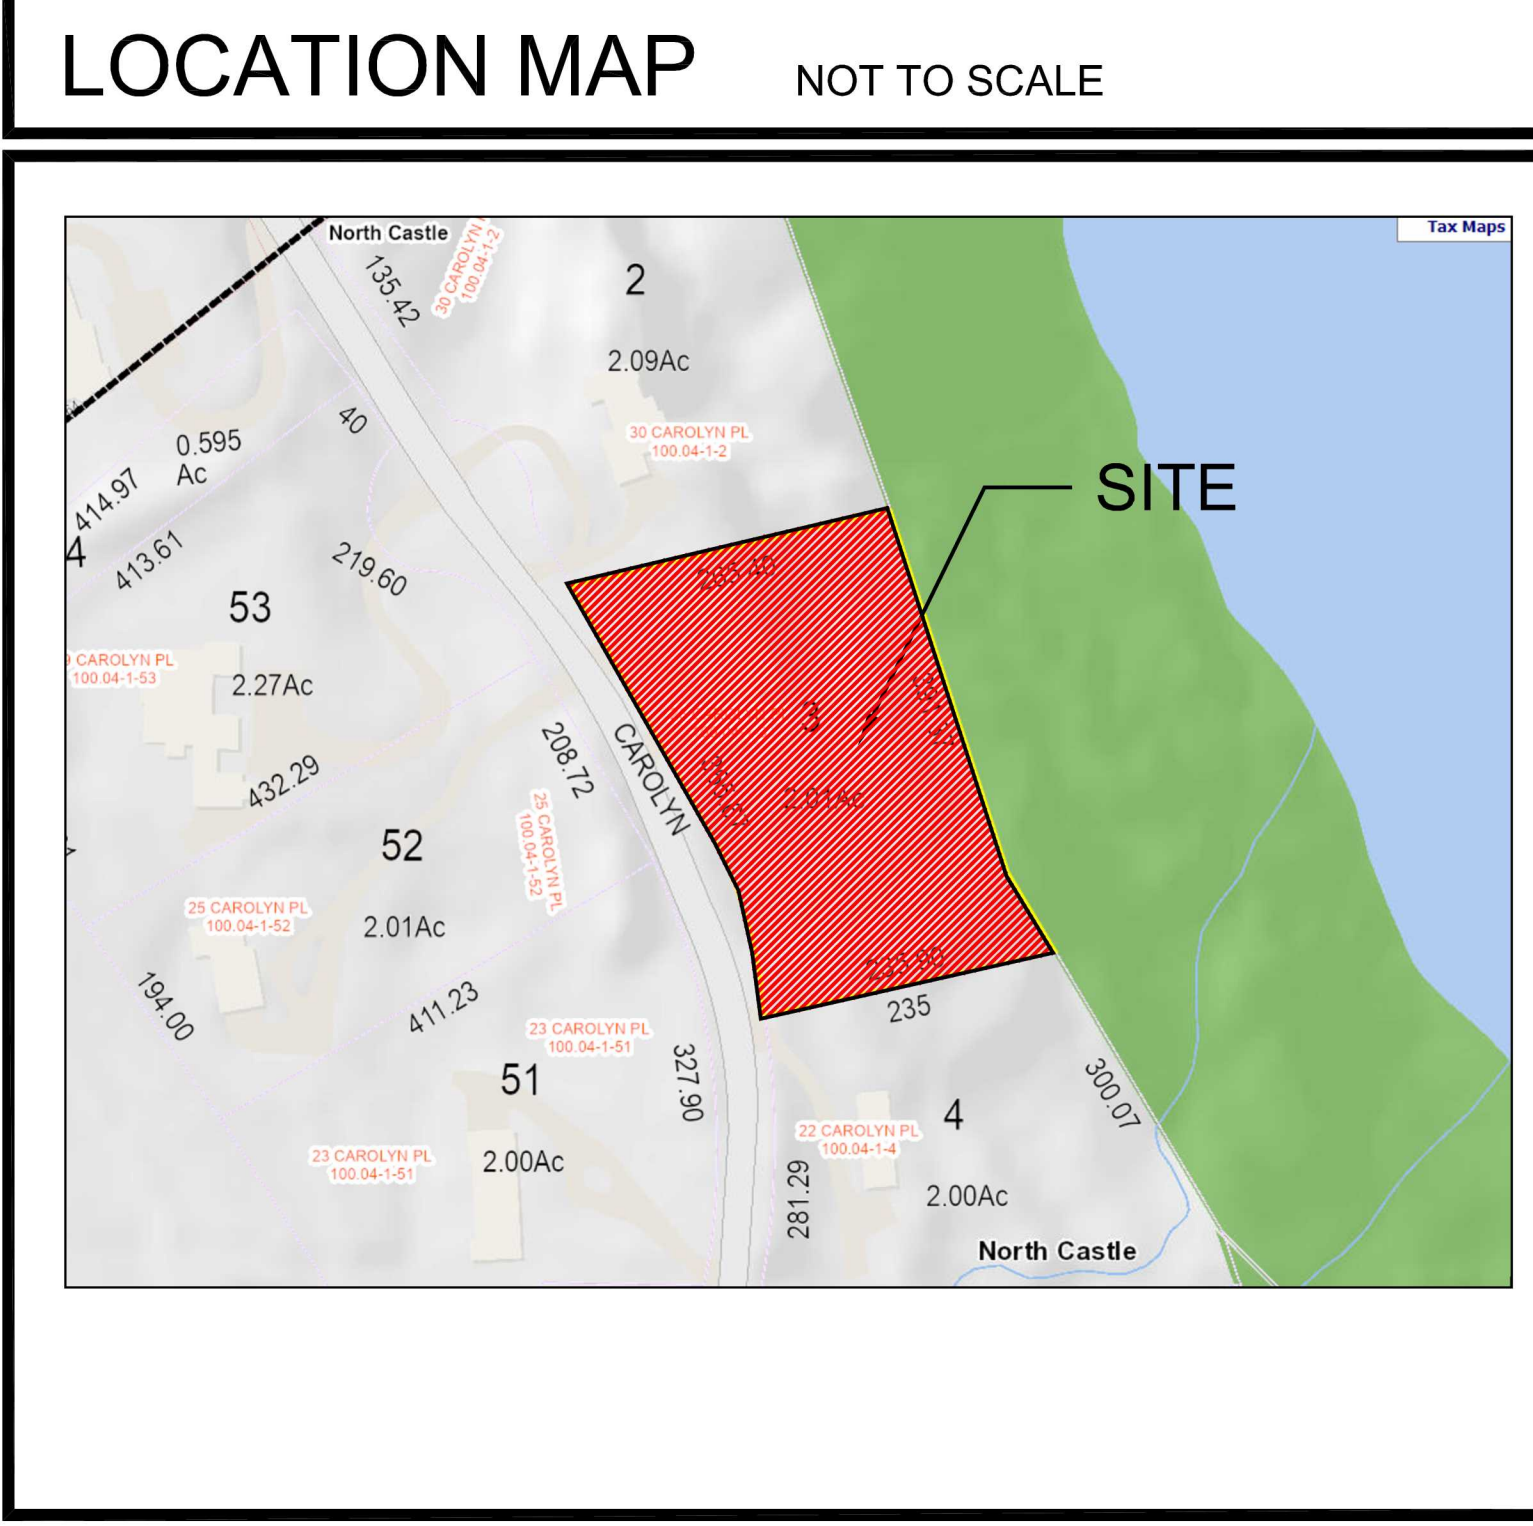 LOCATION MAP
NOT TO SCALE
Tax Maps
North Castle
30 CAROLYN
100.04-1-2
135.42
2
2.09Ac
30 CAROLYN PL
100.04-1-2
40
0.595
Ac
414.97
413.61
4
219.60
SITE
53
2.27Ac
CAROLYN PL
100.04-1-53
265.40
3
2.01Ac
208.72
CAROLYN
432.29
25 CAROLYN PL
100.04-1-52
52
2.01Ac
25 CAROLYN PL
100.04-1-52
194.00
411.23
235
23 CAROLYN PL
100.04-1-51
51
2.00Ac
23 CAROLYN PL
100.04-1-51
327.90
300.07
4
22 CAROLYN PL
100.04-1-4
2.00Ac
281.29
North Castle